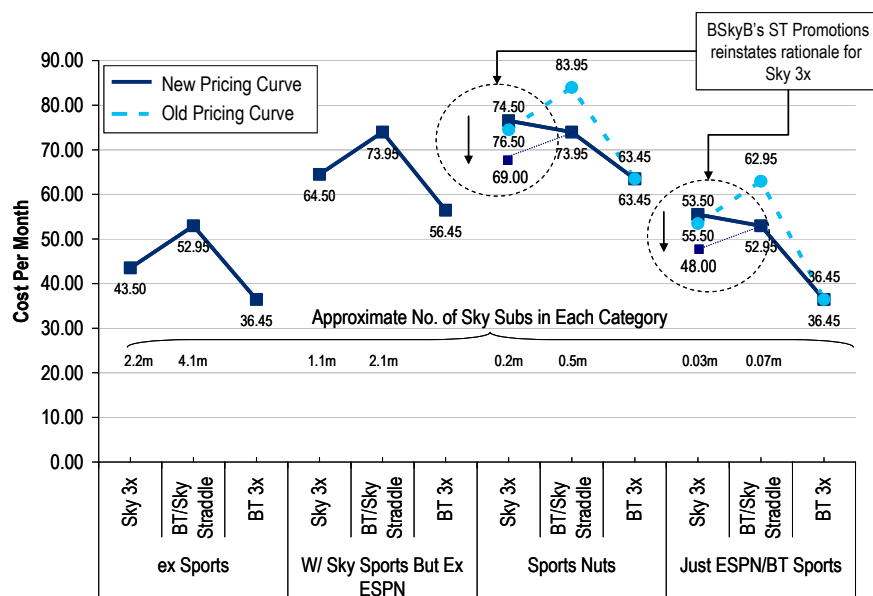 BSkyB's ST Promotions
reinstates rationale for
Sky 3x
Cost Per Month
90.00
80.00
70.00
60.00
50.00
40.00
30.00
20.00
10.00
0.00
New Pricing Curve
Old Pricing Curve
43.50
52.95
36.45
64.50
73.95
56.45
74.50
76.50
69.00
83.95
73.95
63.45
63.45
53.50
55.50
48.00
62.95
52.95
36.45
36.45
Approximate No. of Sky Subs in Each Category
2.2m 4.1m 1.1m 2.1m 0.2m 0.5m 0.03m 0.07m
Sky 3x
BT/Sky
Straddle
BT 3x
Sky 3x
BT/Sky
Straddle
BT 3x
Sky 3x
BT/Sky
Straddle
BT 3x
Sky 3x
BT/Sky
Straddle
BT 3x
ex Sports
W/ Sky Sports But Ex
ESPN
Sports Nuts
Just ESPN/BT Sports